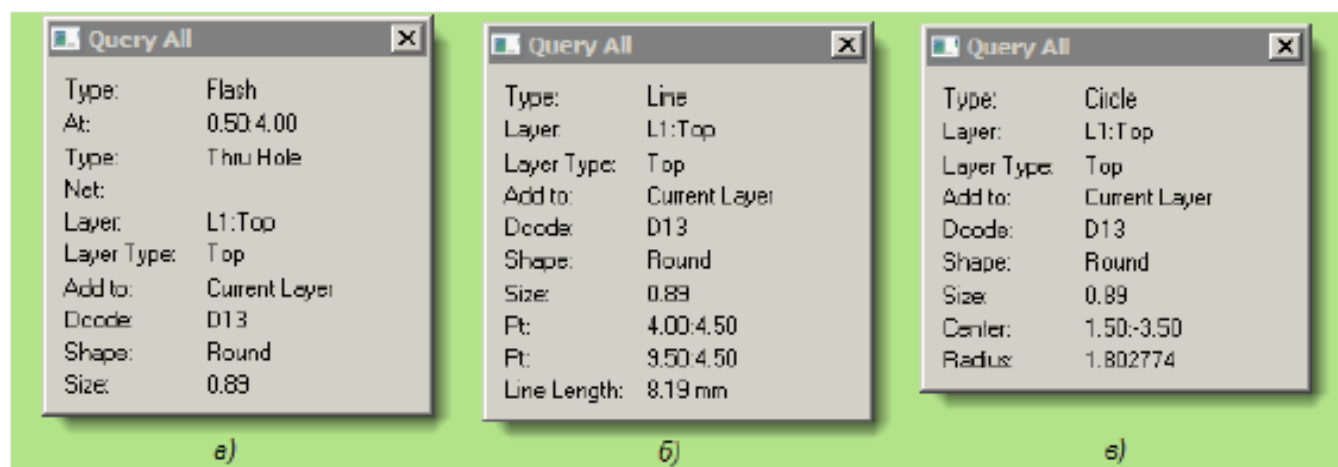 Query All
Type: Flash
At: 0.50:4.00
Type: Thru Hole
Net:
Layer: L1:Top
Layer Type: Top
Add to: Current Layer
Dcode: D13
Shape: Round
Size: 0.89
а)
Query All
Type: Line
Layer: L1:Top
Layer Type: Top
Add to: Current Layer
Dcode: D13
Shape: Round
Size: 0.89
Pt: 4.00:4.50
Pt: 9.50:4.50
Line Length: 8.19 mm
б)
Query All
Type: Circle
Layer: L1:Top
Layer Type: Top
Add to: Current Layer
Dcode: D13
Shape: Round
Size: 0.89
Center: 1.50:-3.50
Radius: 1.802774
в)